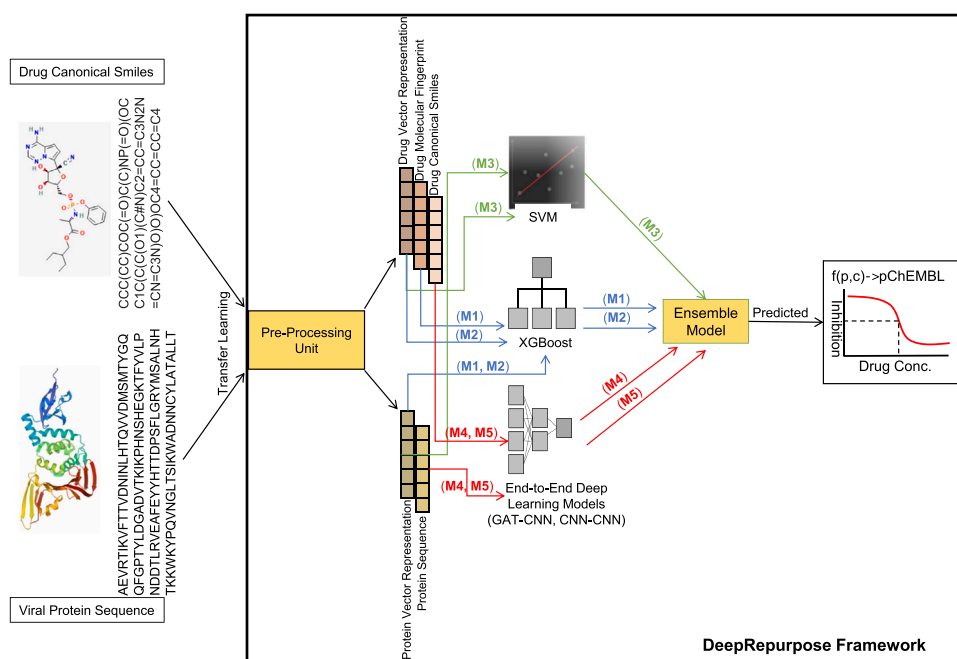 Drug Canonical Smiles
CCC(CC)COC(=O)C(C)NP(=O)(OC
C1C(C(C(O1)(C#N)C2=CC=C3N2N
=CN=C3N)O)O)OC4=CC=CC=C4
AEVRTIKVFTTVDNINLHTQVVDMSMTYGQ
QFGPTYLDGADVTKIKPHNSHEGKTFYVLP
NDDTLRVEAFEYYHTTDPSFLGRYMSALNH
TKKWKYPQVNGLTSIKWADNNCYLATALLT
Viral Protein Sequence
Transfer Learning
Pre-Processing
Unit
Drug Vector Representation
Drug Molecular Fingerprint
Drug Canonical Smiles
(M3)
(M3)
SVM
(M3)
(M1)
(M2)
XGBoost
(M1)
(M2)
(M1, M2)
(M4, M5)
(M4, M5)
End-to-End Deep
Learning Models
(GAT-CNN, CNN-CNN)
(M4)
(M5)
Protein Vector Representation
Protein Sequence
Ensemble
Model
Predicted
f(p,c)->pChEMBL
Inhibition
Drug Conc.
DeepRepurpose Framework